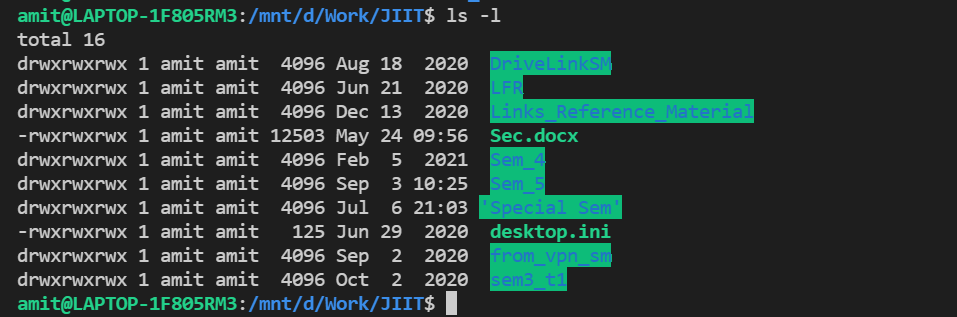 amit@LAPTOP-1F805RM3:/mnt/d/Work/JIIT$ ls -l
total 16
drwxrwxrwx 1 amit amit  4096 Aug 18  2020  DriveLinkSM
drwxrwxrwx 1 amit amit  4096 Jun 21  2020  LFR
drwxrwxrwx 1 amit amit  4096 Dec 13  2020  Links_Reference_Material
-rwxrwxrwx 1 amit amit 12503 May 24 09:56  Sec.docx
drwxrwxrwx 1 amit amit  4096 Feb  5  2021  Sem_4
drwxrwxrwx 1 amit amit  4096 Sep  3 10:25  Sem_5
drwxrwxrwx 1 amit amit  4096 Jul  6 21:03 'Special Sem'
-rwxrwxrwx 1 amit amit   125 Jun 29  2020  desktop.ini
drwxrwxrwx 1 amit amit  4096 Sep  2  2020  from_vpn_sm
drwxrwxrwx 1 amit amit  4096 Oct  2  2020  sem3_t1
amit@LAPTOP-1F805RM3:/mnt/d/Work/JIIT$